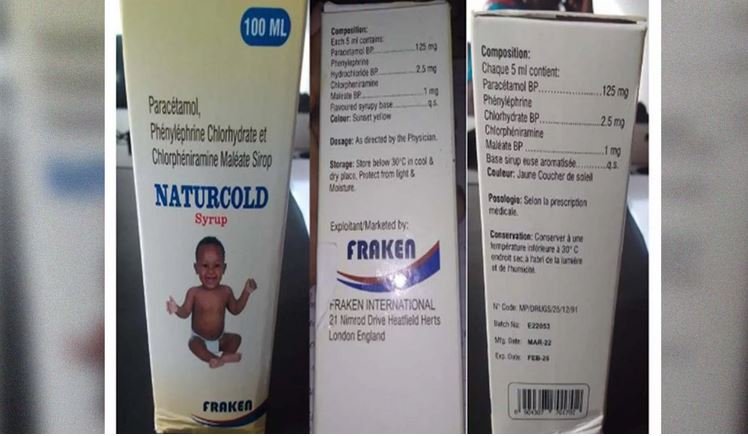 100 ML
Paracétamol,
Phényléphrine Chlorhydrate et
Chlorphéniramine Maléate Sirop
NATURCOLD
Syrup
FRAKEN
Composition:
Each 5 ml contains:
Paracetamol BP 125 mg
Phenylephrine
Hydrochloride BP 2.5 mg
Chlorpheniramine
Maleate BP 1 mg
Flavoured syrupy base q.s.
Colour: Sunset yellow
Dosage: As directed by the Physician.
Storage: Store below 30°C in cool &
dry place, Protect from light &
Moisture.
Exploitant/Marketed by:
FRAKEN
FRAKEN INTERNATIONAL
21 Nimrod Drive Heatfield Herts
London England
Composition:
Chaque 5 ml contient:
Paracétamol BP 125 mg
Phényléphrine
Chlorhydrate BP 2.5 mg
Chlorphéniramine
Maléate BP 1 mg
Base sirup euse aromatisée q.s.
Couleur: Jaune Coucher de soleil
Posologie: Selon la prescription
médicale.
Conservation: Conserver à une
température inférieure à 30° C
endroit sec, à l'abri de la lumière
et de l'humidité.
N° Code: MP/DRUGS/25/12/91
Batch No: E22053
Mfg. Date: MAR-22
Exp. Date: FEB-25